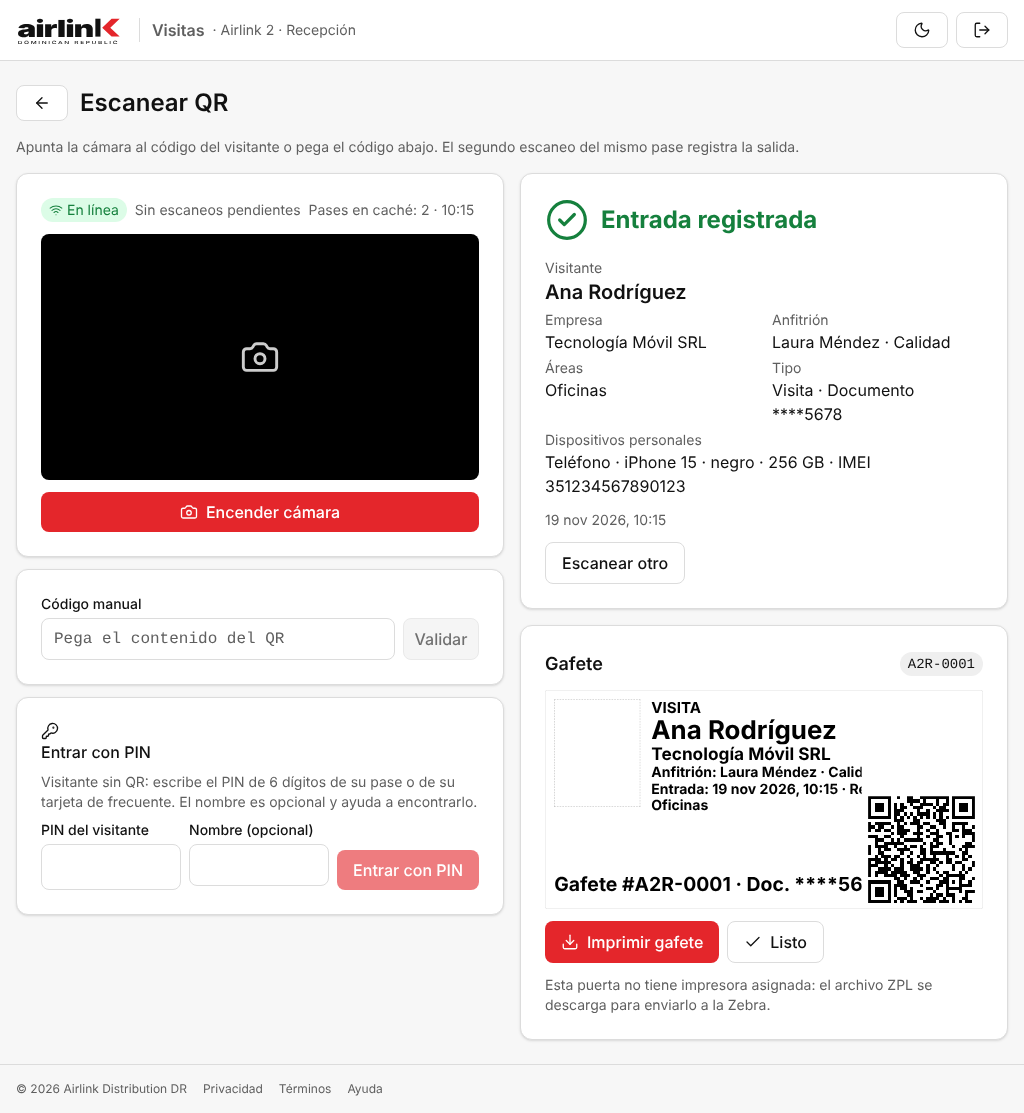 airlink
DOMINICAN REPUBLIC
Visitas · Airlink 2 · Recepción
Escanear QR
Apunta la cámara al código del visitante o pega el código abajo. El segundo escaneo del mismo pase registra la salida.
En línea Sin escaneos pendientes Pases en caché: 2 · 10:15
Encender cámara
Código manual
Pega el contenido del QR Validar
Entrar con PIN
Visitante sin QR: escribe el PIN de 6 dígitos de su pase o de su
tarjeta de frecuente. El nombre es opcional y ayuda a encontrarlo.
PIN del visitante Nombre (opcional)
Entrar con PIN
Entrada registrada
Visitante
Ana Rodríguez
Empresa Anfitrión
Tecnología Móvil SRL Laura Méndez · Calidad
Áreas Tipo
Oficinas Visita · Documento
****5678
Dispositivos personales
Teléfono · iPhone 15 · negro · 256 GB · IMEI
351234567890123
19 nov 2026, 10:15
Escanear otro
Gafete A2R-0001
VISITA
Ana Rodríguez
Tecnología Móvil SRL
Anfitrión: Laura Méndez · Calid
Entrada: 19 nov 2026, 10:15 · Re
Oficinas
Gafete #A2R-0001 · Doc. ****56
Imprimir gafete Listo
Esta puerta no tiene impresora asignada: el archivo ZPL se
descarga para enviarlo a la Zebra.
© 2026 Airlink Distribution DR Privacidad Términos Ayuda